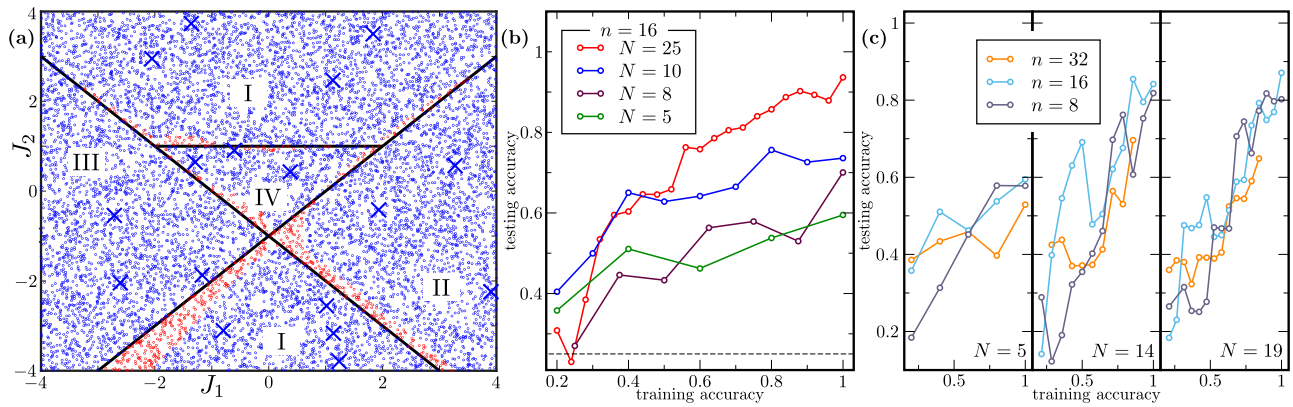 (a)
4
2
0
−2
−4
J2
I
III
IV
II
I
−4
−2
0
2
4
J1
(b)
n = 16
N = 25
N = 10
N = 8
N = 5
testing accuracy
1
0.8
0.6
0.4
0.2
0.4
0.6
0.8
1
training accuracy
(c)
n = 32
n = 16
n = 8
testing accuracy
1
0.8
0.6
0.4
0.2
N = 5
N = 14
N = 19
0.5
1
0.5
1
0.5
1
training accuracy